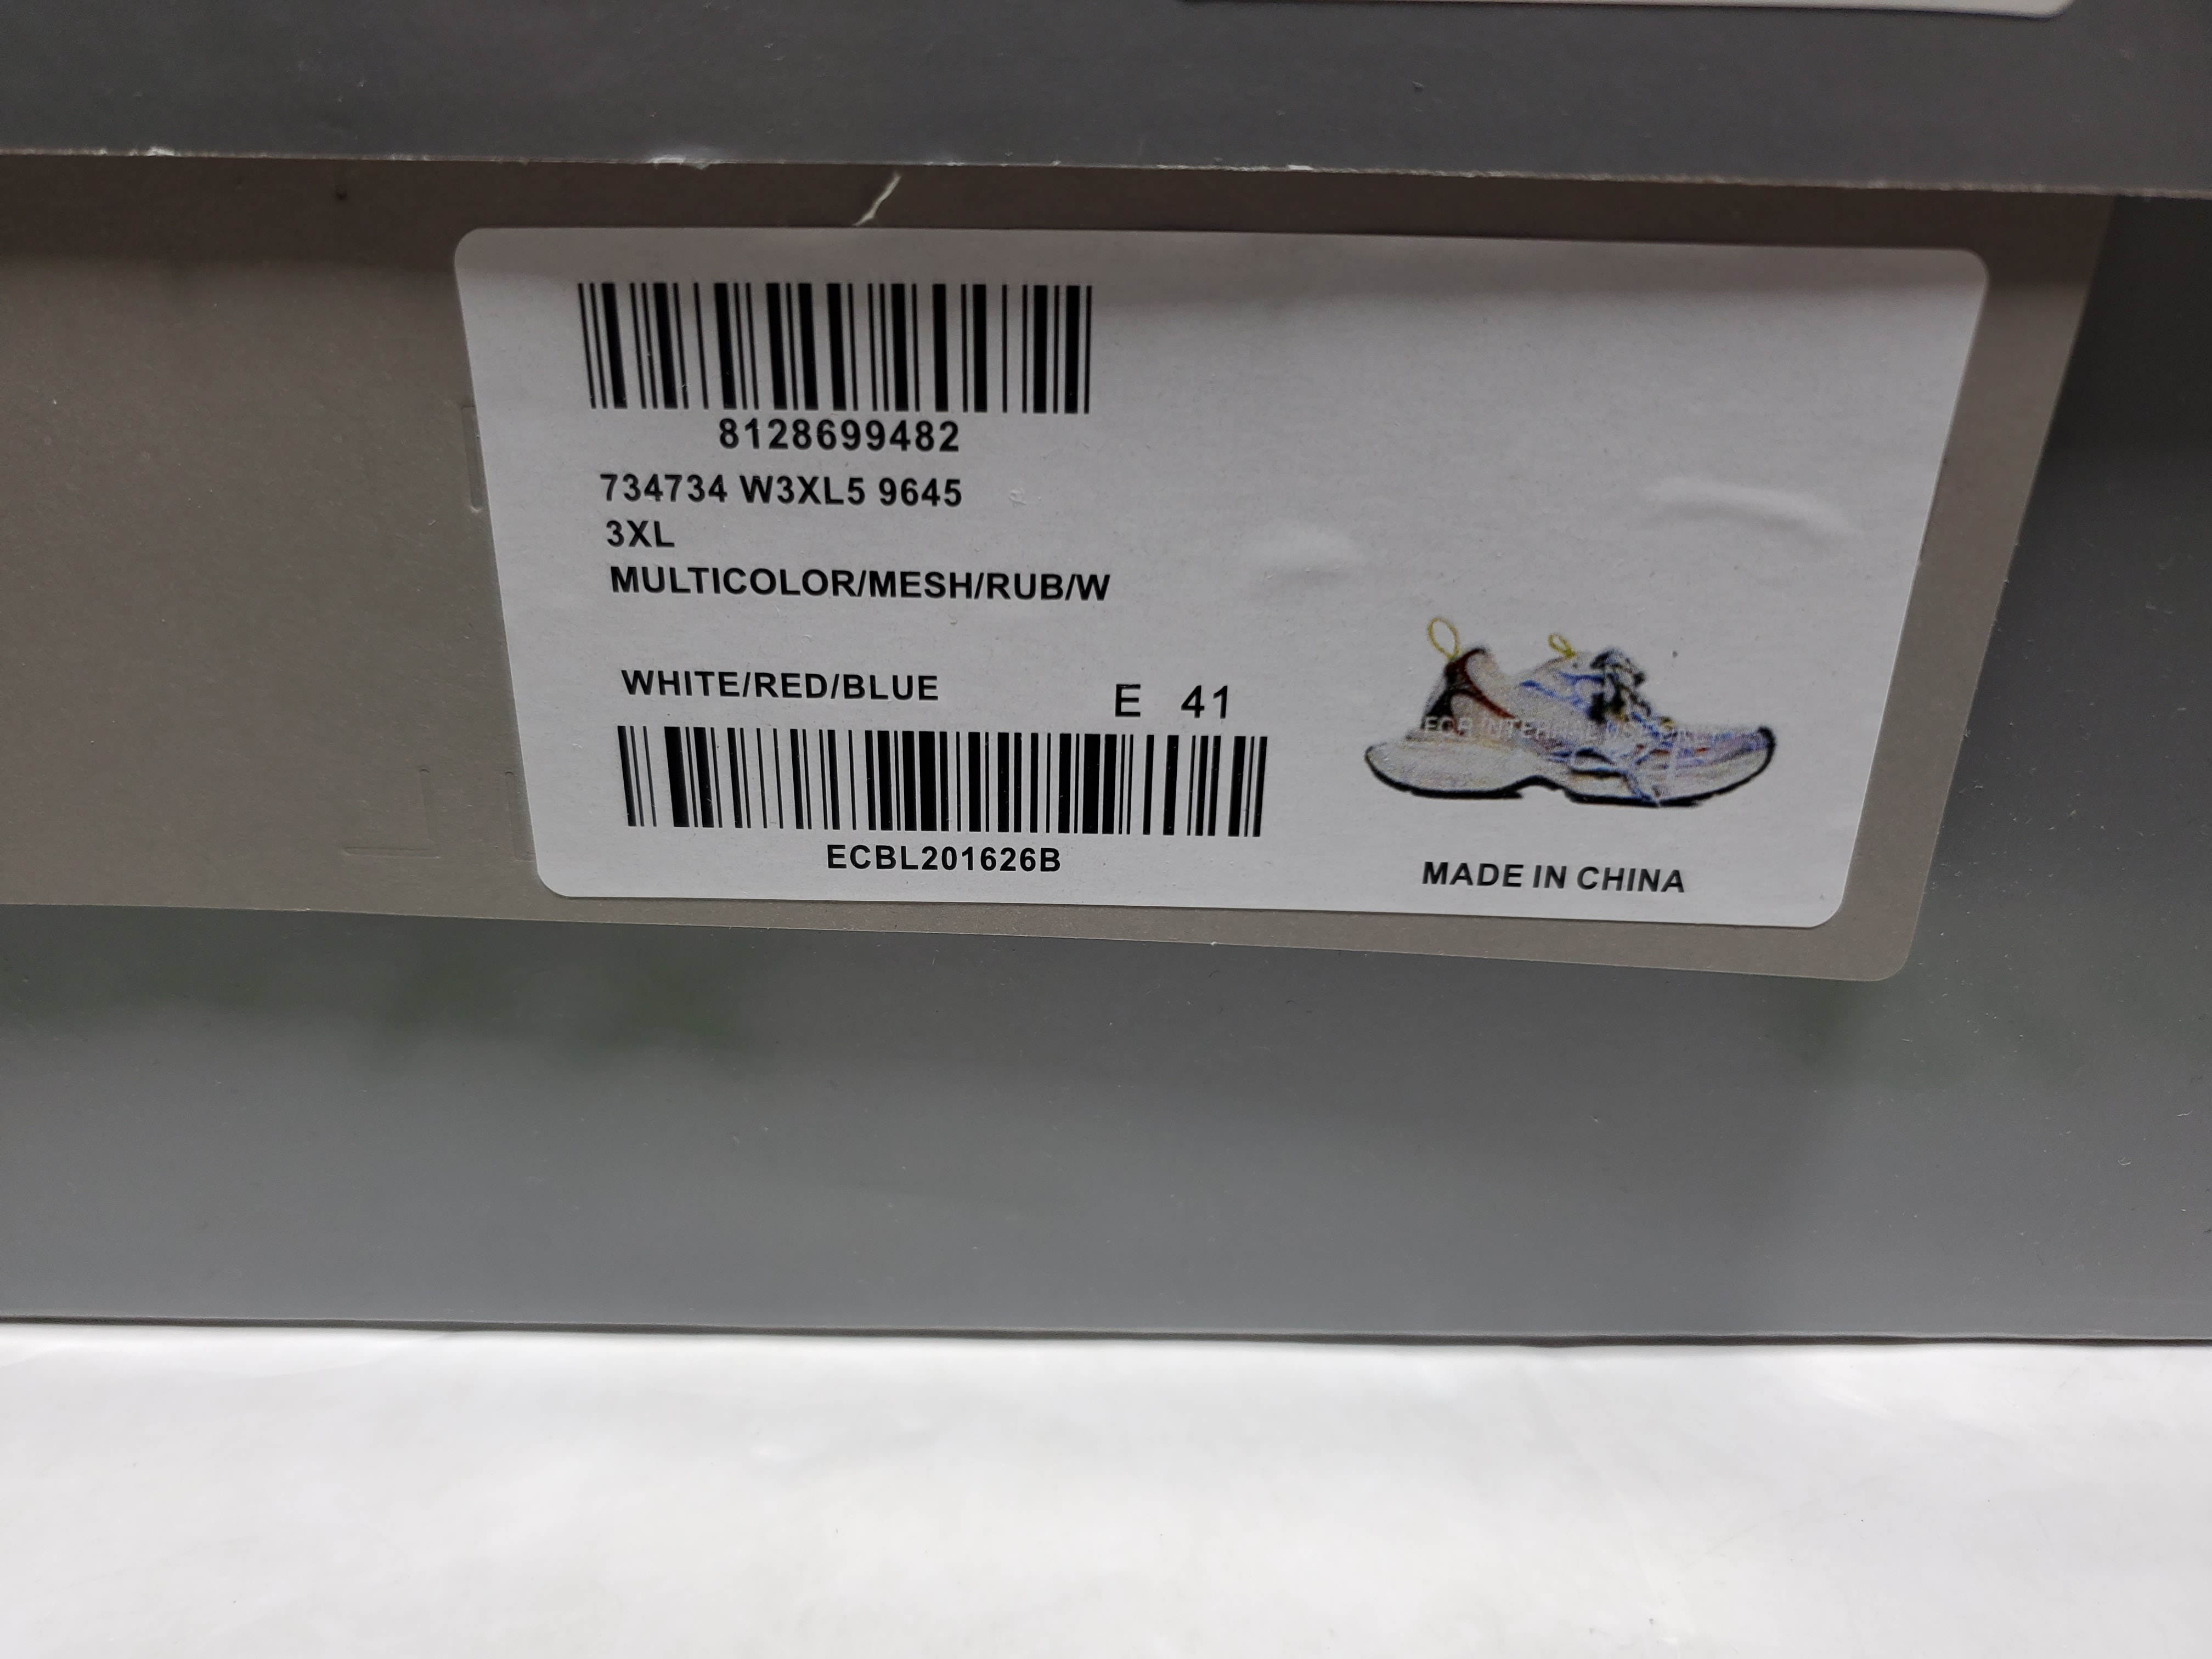 8128699482
734734 W3XL5 9645
3XL
MULTICOLOR/MESH/RUB/W
WHITE/RED/BLUE E 41
ECBL201626B
MADE IN CHINA